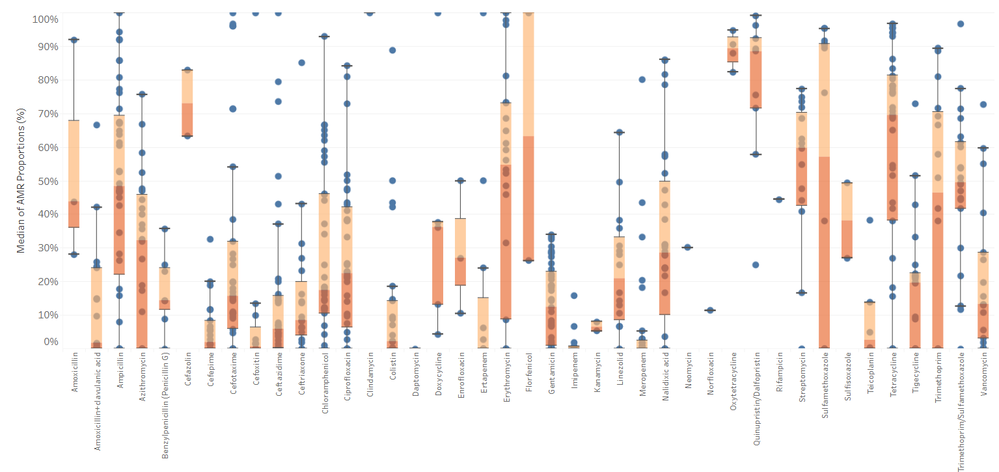 Median of AMR Proportions (%)
100%
90%
80%
70%
60%
50%
40%
30%
20%
10%
0%
Amoxicillin
Amoxicillin+clavulanic acid
Ampicillin
Azithromycin
Benzylpenicillin (Penicillin G)
Cefazolin
Cefepime
Cefotaxime
Cefoxitin
Ceftazidime
Ceftriaxone
Chloramphenicol
Ciprofloxacin
Clindamycin
Colistin
Daptomycin
Doxycycline
Enrofloxacin
Ertapenem
Erythromycin
Florfenicol
Gentamicin
Imipenem
Kanamycin
Linezolid
Meropenem
Nalidixic acid
Neomycin
Norfloxacin
Oxytetracycline
Quinupristin/Dalfopristin
Rifampicin
Streptomycin
Sulfamethoxazole
Sulfisoxazole
Teicoplanin
Tetracycline
Tigecycline
Trimethoprim
Trimethoprim/Sulfamethoxazole
Vancomycin